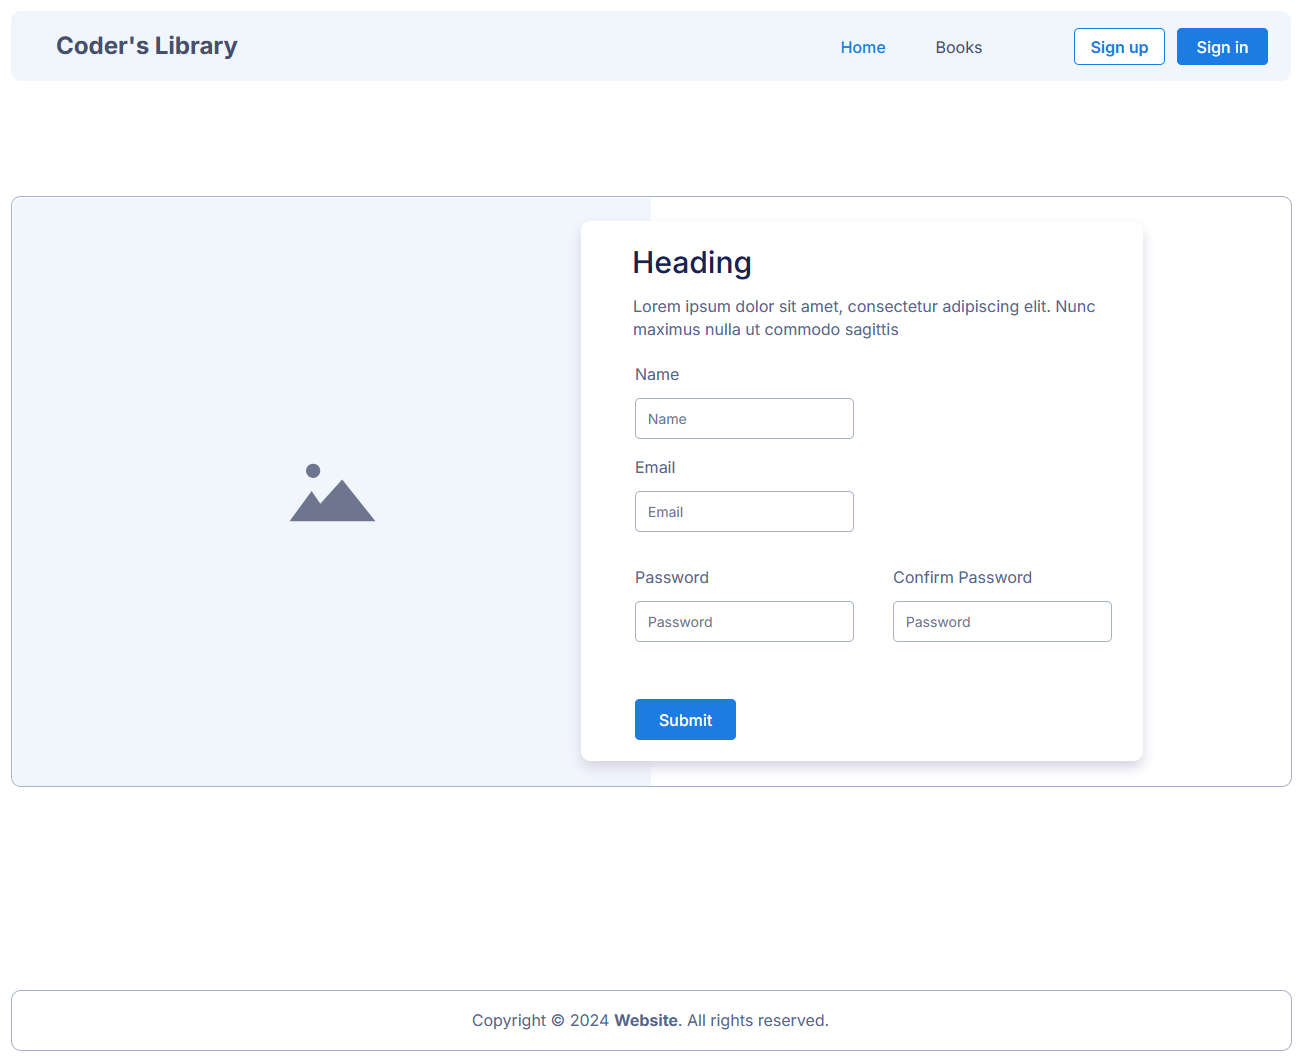 Coder's Library
Home
Books
Sign up
Sign in
Heading
Lorem ipsum dolor sit amet, consectetur adipiscing elit. Nunc
maximus nulla ut commodo sagittis
Name
Name
Email
Email
Password
Confirm Password
Password
Password
Submit
Copyright © 2024 Website. All rights reserved.